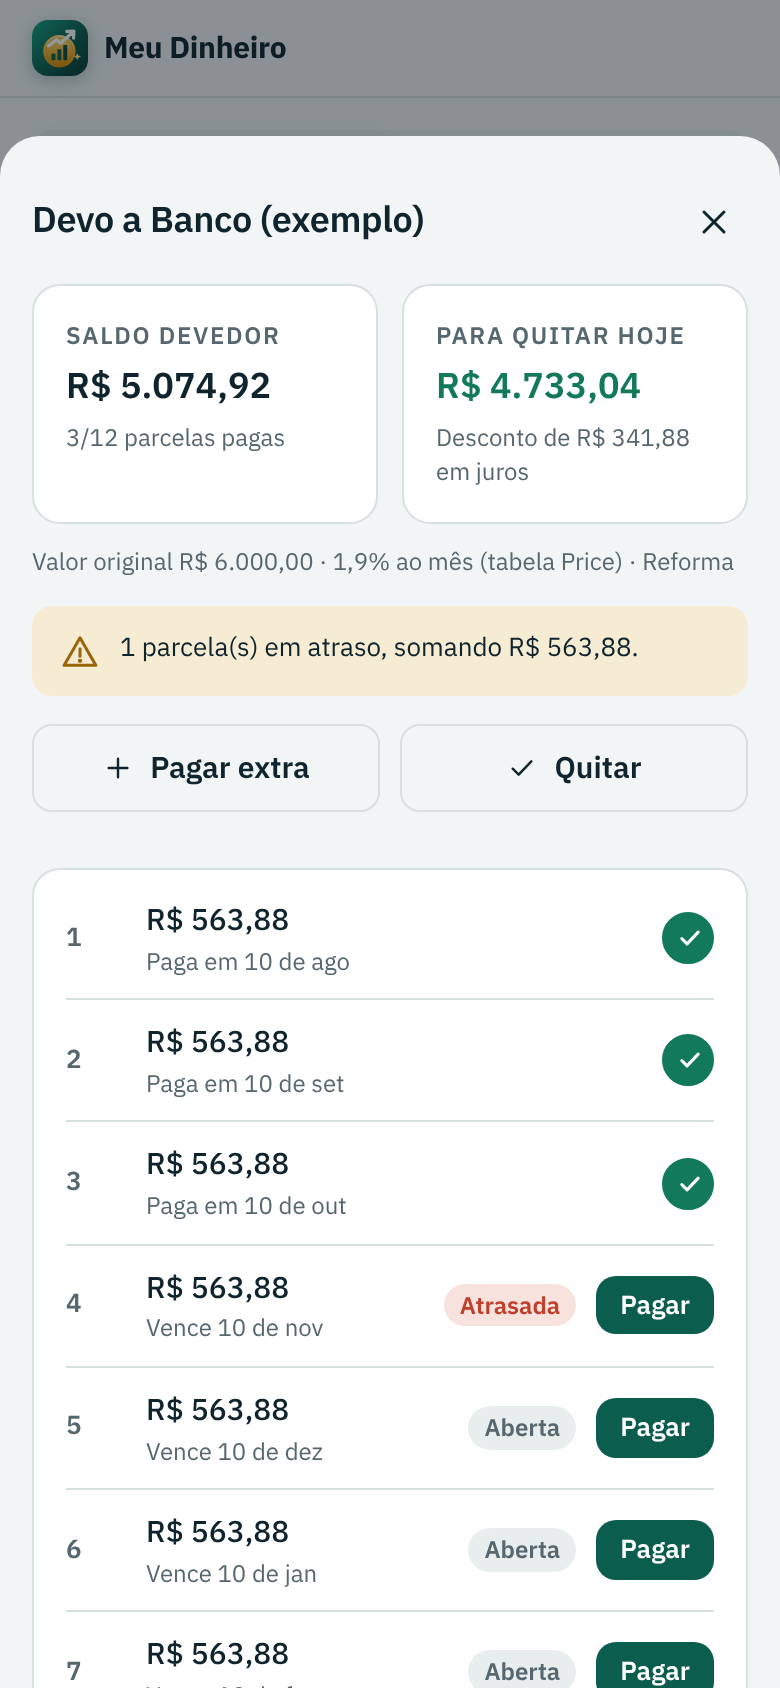 Meu Dinheiro
Devo a Banco (exemplo)
SALDO DEVEDOR
R$ 5.074,92
3/12 parcelas pagas
PARA QUITAR HOJE
R$ 4.733,04
Desconto de R$ 341,88
em juros
Valor original R$ 6.000,00 · 1,9% ao mês (tabela Price) · Reforma
1 parcela(s) em atraso, somando R$ 563,88.
Pagar extra
Quitar
1
R$ 563,88
Paga em 10 de ago
2
R$ 563,88
Paga em 10 de set
3
R$ 563,88
Paga em 10 de out
4
R$ 563,88
Vence 10 de nov
Atrasada
Pagar
5
R$ 563,88
Vence 10 de dez
Aberta
Pagar
6
R$ 563,88
Vence 10 de jan
Aberta
Pagar
7
R$ 563,88
Aberta
Pagar